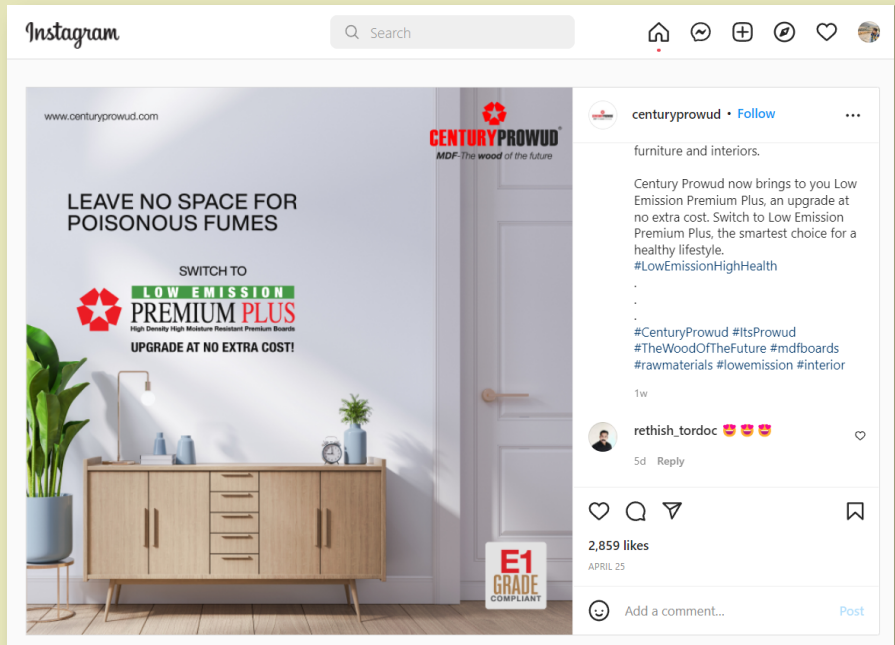 Instagram
Search
www.centuryprowud.com
CENTURYPROWUD®
MDF-The wood of the future
LEAVE NO SPACE FOR
POISONOUS FUMES
SWITCH TO
LOW EMISSION
PREMIUM PLUS
High Density High Moisture Resistant Premium Boards
UPGRADE AT NO EXTRA COST!
E1
GRADE
COMPLIANT
centuryprowud • Follow
furniture and interiors.
Century Prowud now brings to you Low
Emission Premium Plus, an upgrade at
no extra cost. Switch to Low Emission
Premium Plus, the smartest choice for a
healthy lifestyle.
#LowEmissionHighHealth
.
.
.
#CenturyProwud #ItsProwud
#TheWoodOfTheFuture #mdfboards
#rawmaterials #lowemission #interior
1w
rethish_tordoc 😍 😍 😍
5d Reply
2,859 likes
APRIL 25
Add a comment...
Post